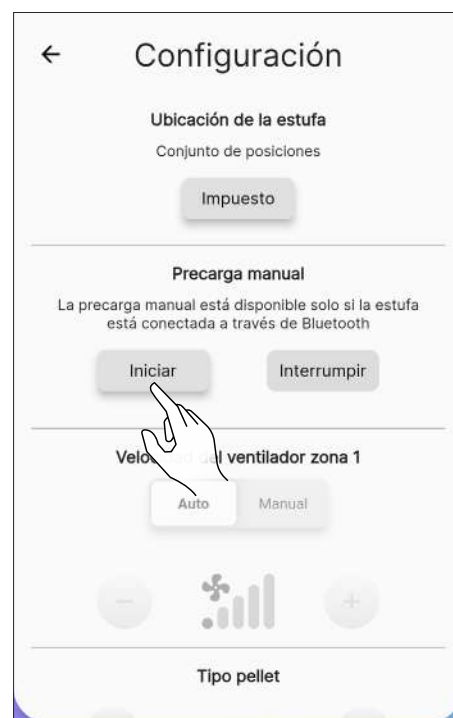 Configuración
Ubicación de la estufa
Conjunto de posiciones
Impuesto
Precarga manual
La precarga manual está disponible solo si la estufa
está conectada a través de Bluetooth
Iniciar
Interrumpir
del ventilador zona 1
Auto
Manual
Tipo pellet